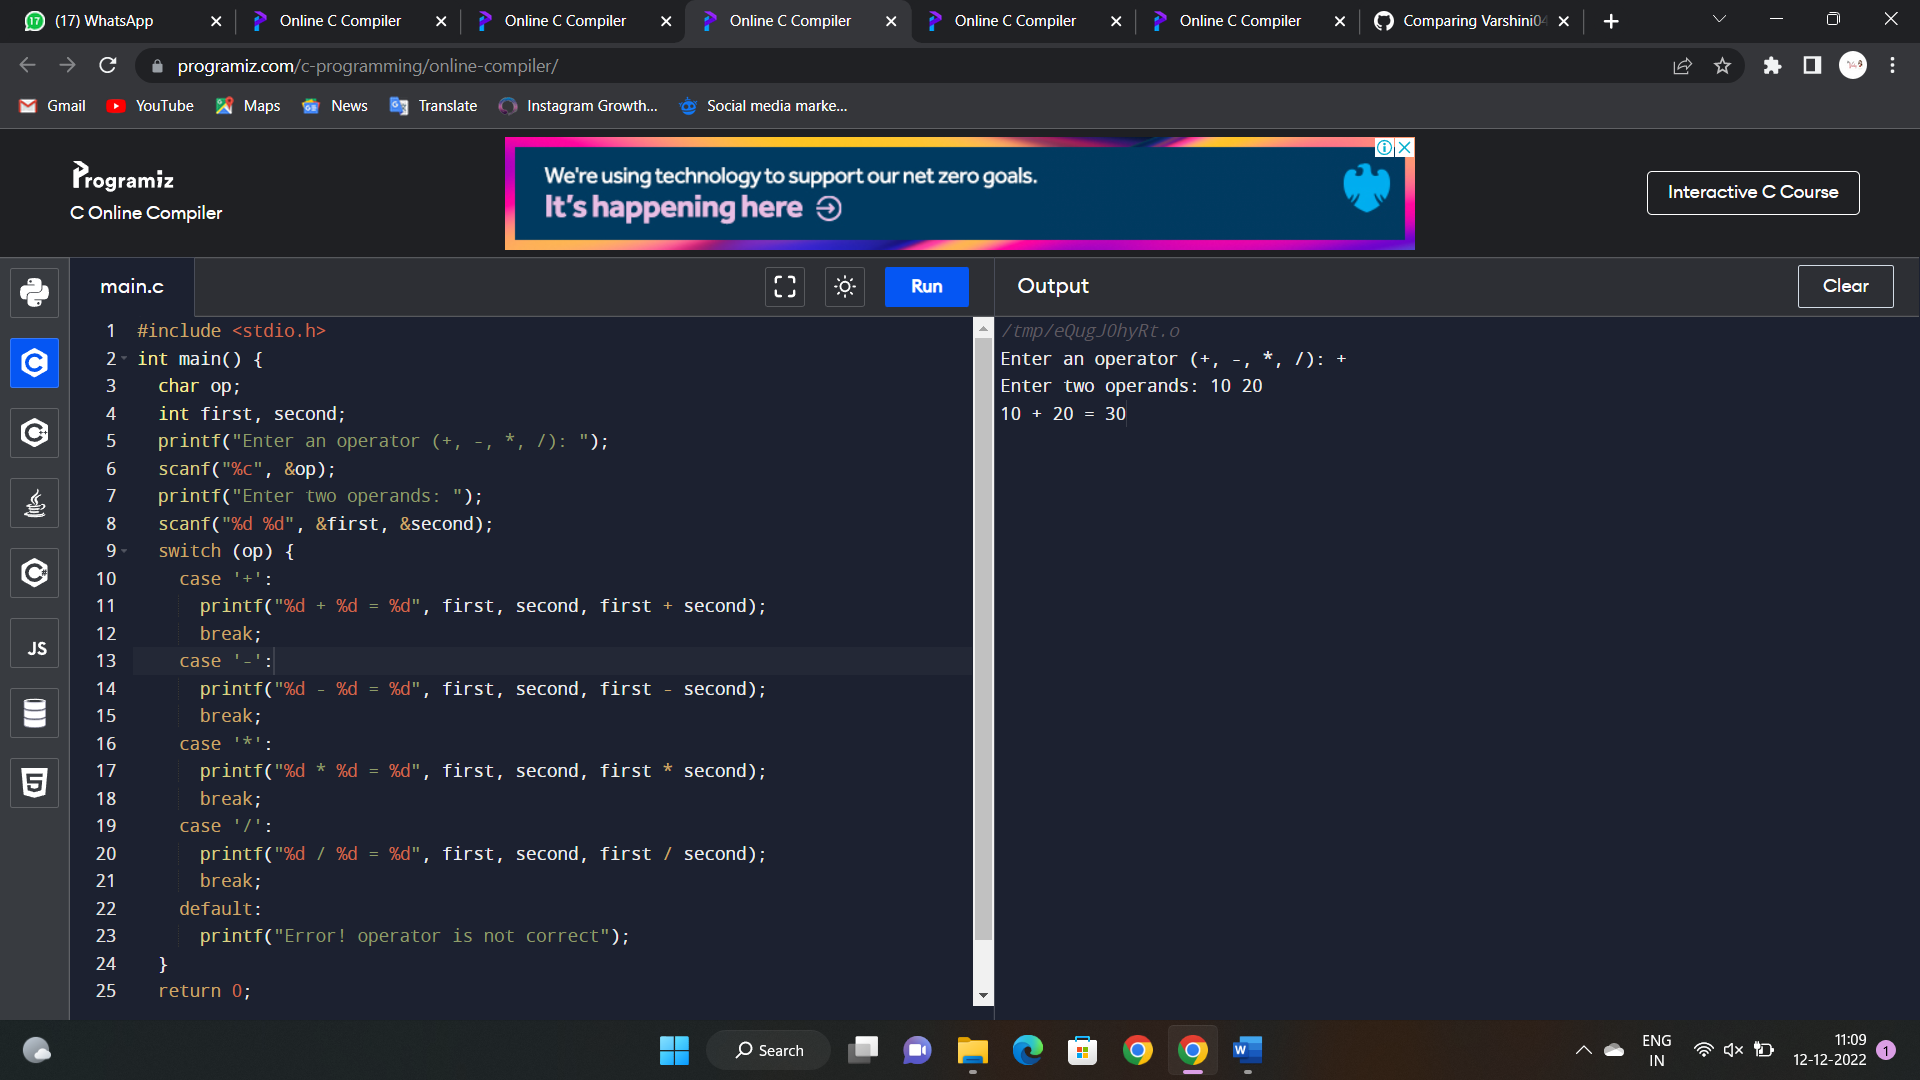 (17) WhatsApp
Online C Compiler
Online C Compiler
Online C Compiler
Online C Compiler
Online C Compiler
Comparing Varshini04
programiz.com/c-programming/online-compiler/
Gmail
YouTube
Maps
News
Translate
Instagram Growth...
Social media marke...
Programiz
C Online Compiler
We're using technology to support our net zero goals.
It's happening here
Interactive C Course
main.c
Run
Output
Clear
1 #include <stdio.h>
2 int main() {
3 char op;
4 int first, second;
5 printf("Enter an operator (+, -, *, /): ");
6 scanf("%c", &op);
7 printf("Enter two operands: ");
8 scanf("%d %d", &first, &second);
9 switch (op) {
10 case '+':
11 printf("%d + %d = %d", first, second, first + second);
12 break;
13 case '-':
14 printf("%d - %d = %d", first, second, first - second);
15 break;
16 case '*':
17 printf("%d * %d = %d", first, second, first * second);
18 break;
19 case '/':
20 printf("%d / %d = %d", first, second, first / second);
21 break;
22 default:
23 printf("Error! operator is not correct");
24 }
25 return 0;
/tmp/eQugJOhyRt.o
Enter an operator (+, -, *, /): +
Enter two operands: 10 20
10 + 20 = 30
JS
Search
ENG
IN
11:09
12-12-2022
1